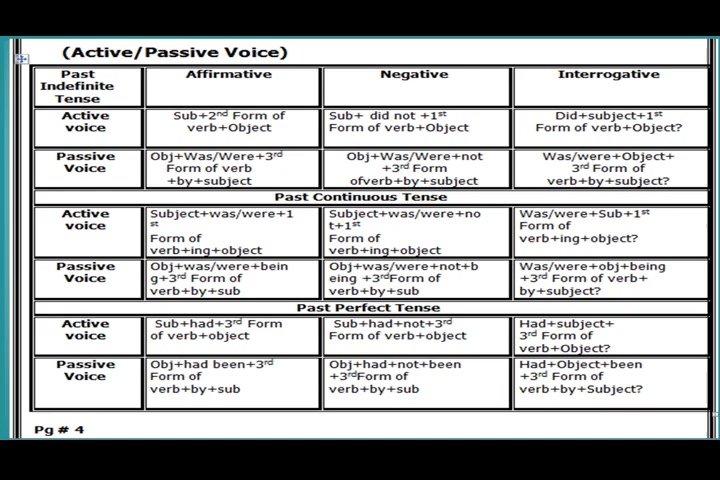 (Active/Passive Voice)
Past Indefinite Tense
Affirmative
Negative
Interrogative
Active voice
Sub+2nd Form of
verb+Object
Sub+ did not +1st
Form of verb+Object
Did+subject+1st
Form of verb+Object?
Passive Voice
Obj+Was/Were+3rd
Form of verb
+by+subject
Obj+Was/Were+not
+3rd Form
ofverb+by+subject
Was/were+Object+
3rd Form of
verb+by+subject?
Past Continuous Tense
Active voice
Subject+was/were+1
st
Form of
verb+ing+object
Subject+was/were+no
t+1st
Form of
verb+ing+object
Was/were+Sub+1st
Form of
verb+ing+object?
Passive Voice
Obj+was/were+bein
g+3rd Form of
verb+by+sub
Obj+was/were+not+b
eing +3rdForm of
verb+by+sub
Was/were+obj+being
+3rd Form of verb+
by+subject?
Past Perfect Tense
Active voice
Sub+had+3rd Form
of verb+object
Sub+had+not+3rd
Form of verb+object
Had+subject+
3rd Form of
verb+Object?
Passive Voice
Obj+had been+3rd
Form of
verb+by+sub
Obj+had+not+been
+3rdForm of
verb+by+sub
Had+Object+been
+3rd Form of
verb+by+Subject?
Pg # 4